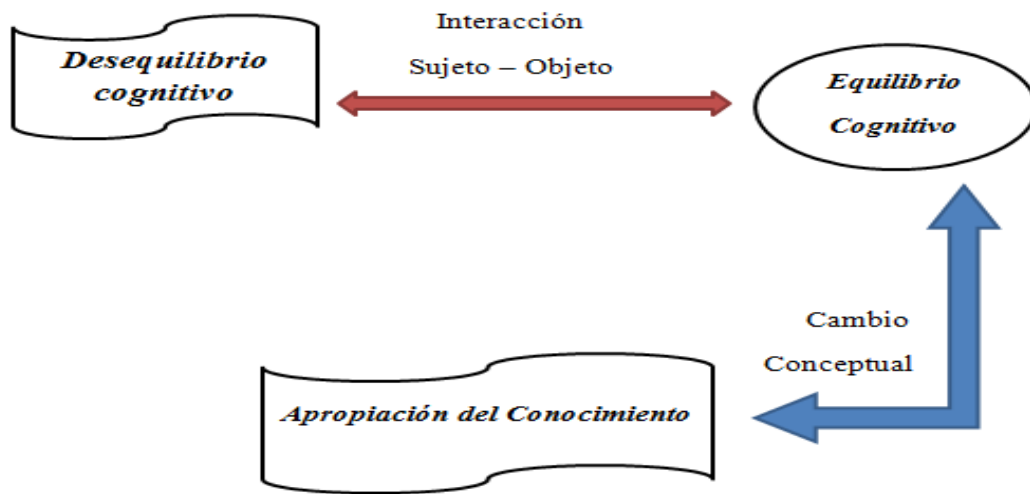 Desequilibrio
cognitivo
Interacción
Sujeto – Objeto
Equilibrio
Cognitivo
Cambio
Conceptual
Apropiación del Conocimiento